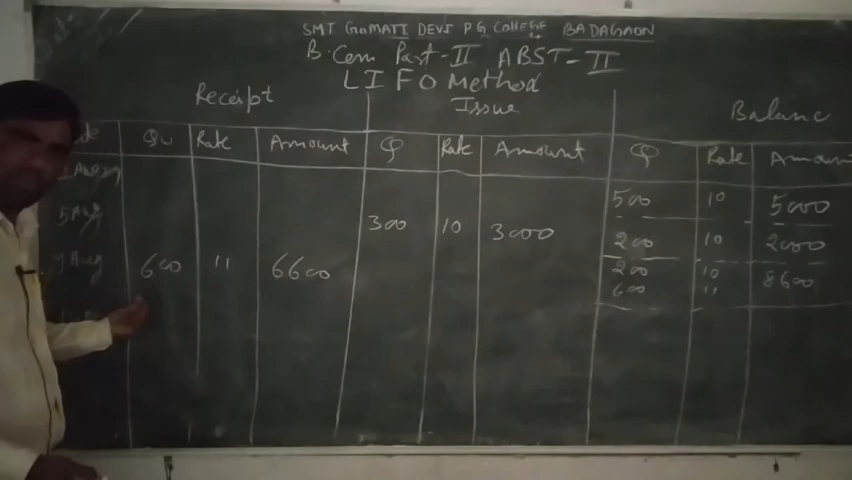 SMT GOMATI DEVI PG College BADAGAON
B.Com Part-II ABST-II
LIFO Method
Receipt Issue Balance
Qu Rate Amount Q Rate Amount Q Rate Amount
500 10 5000
5 Aug 300 10 3000 200 10 2000
9 Aug 600 11 6600 200 10 8600
600 11